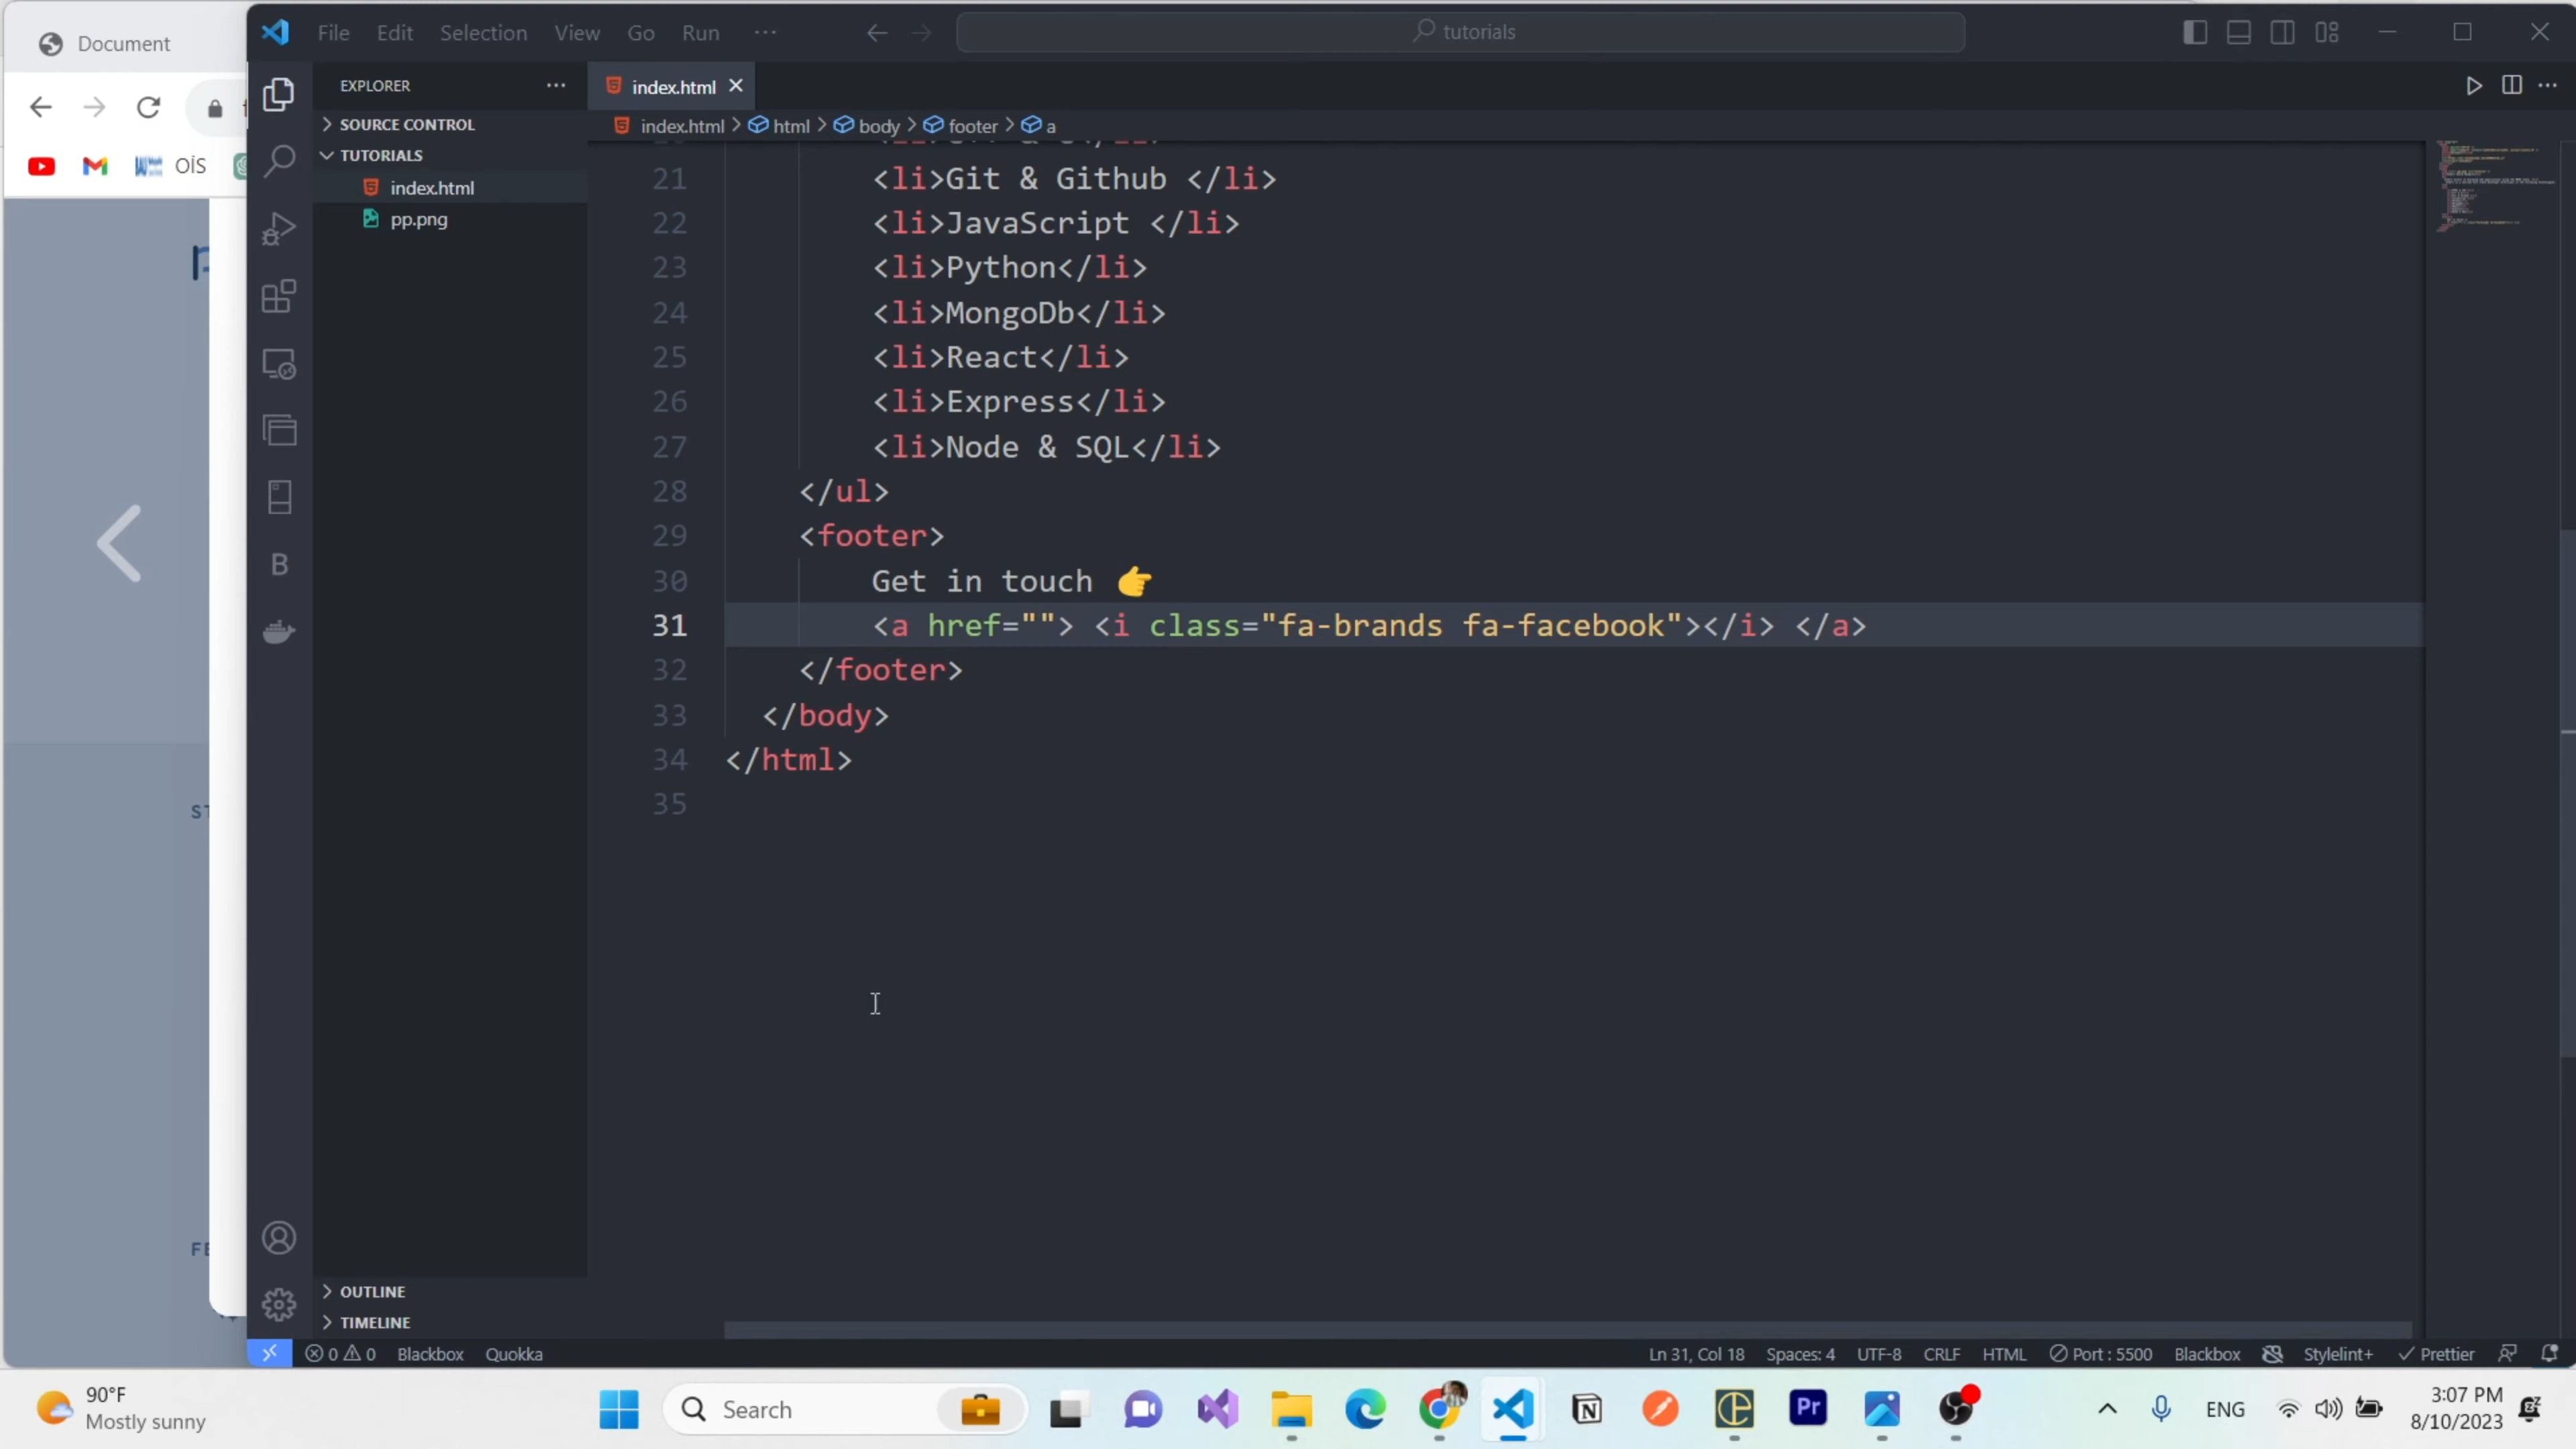 Document
File Edit Selection View Go Run ···
tutorials
EXPLORER ···
index.html
OİS
SOURCE CONTROL
TUTORIALS
index.html
pp.png
index.html > html > body > footer > a
21 <li>Git & Github </li>
22 <li>JavaScript </li>
23 <li>Python</li>
24 <li>MongoDb</li>
25 <li>React</li>
26 <li>Express</li>
27 <li>Node & SQL</li>
28 </ul>
29 <footer>
30 Get in touch 👉
31 <a href=""> <i class="fa-brands fa-facebook"></i> </a>
32 </footer>
33 </body>
34 </html>
35
B
OUTLINE
TIMELINE
0 0 Blackbox Quokka
Ln 31, Col 18 Spaces: 4 UTF-8 CRLF HTML Port : 5500 Blackbox Stylelint+ Prettier
90°F
Mostly sunny
Search
Pr
ENG
3:07 PM
8/10/2023